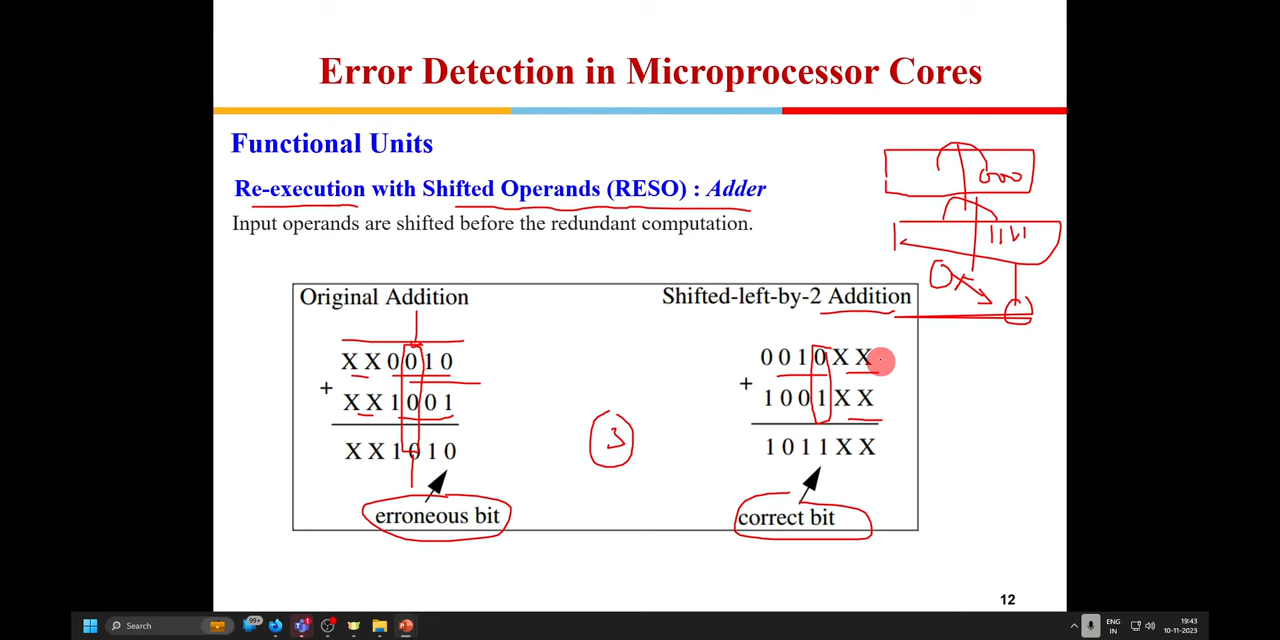 Error Detection in Microprocessor Cores
Functional Units
Re-execution with Shifted Operands (RESO) : Adder
Input operands are shifted before the redundant computation.
000
Original Addition
Shifted-left-by-2 Addition
X X 0 0 1 0
+ X X 1 0 0 1
X X 1 0 1 0
erroneous bit
3
0 0 1 0 X X
+ 1 0 0 1 X X
1 0 1 1 X X
correct bit
12
Search
99+
ENG
IN
19:43
10-11-2023